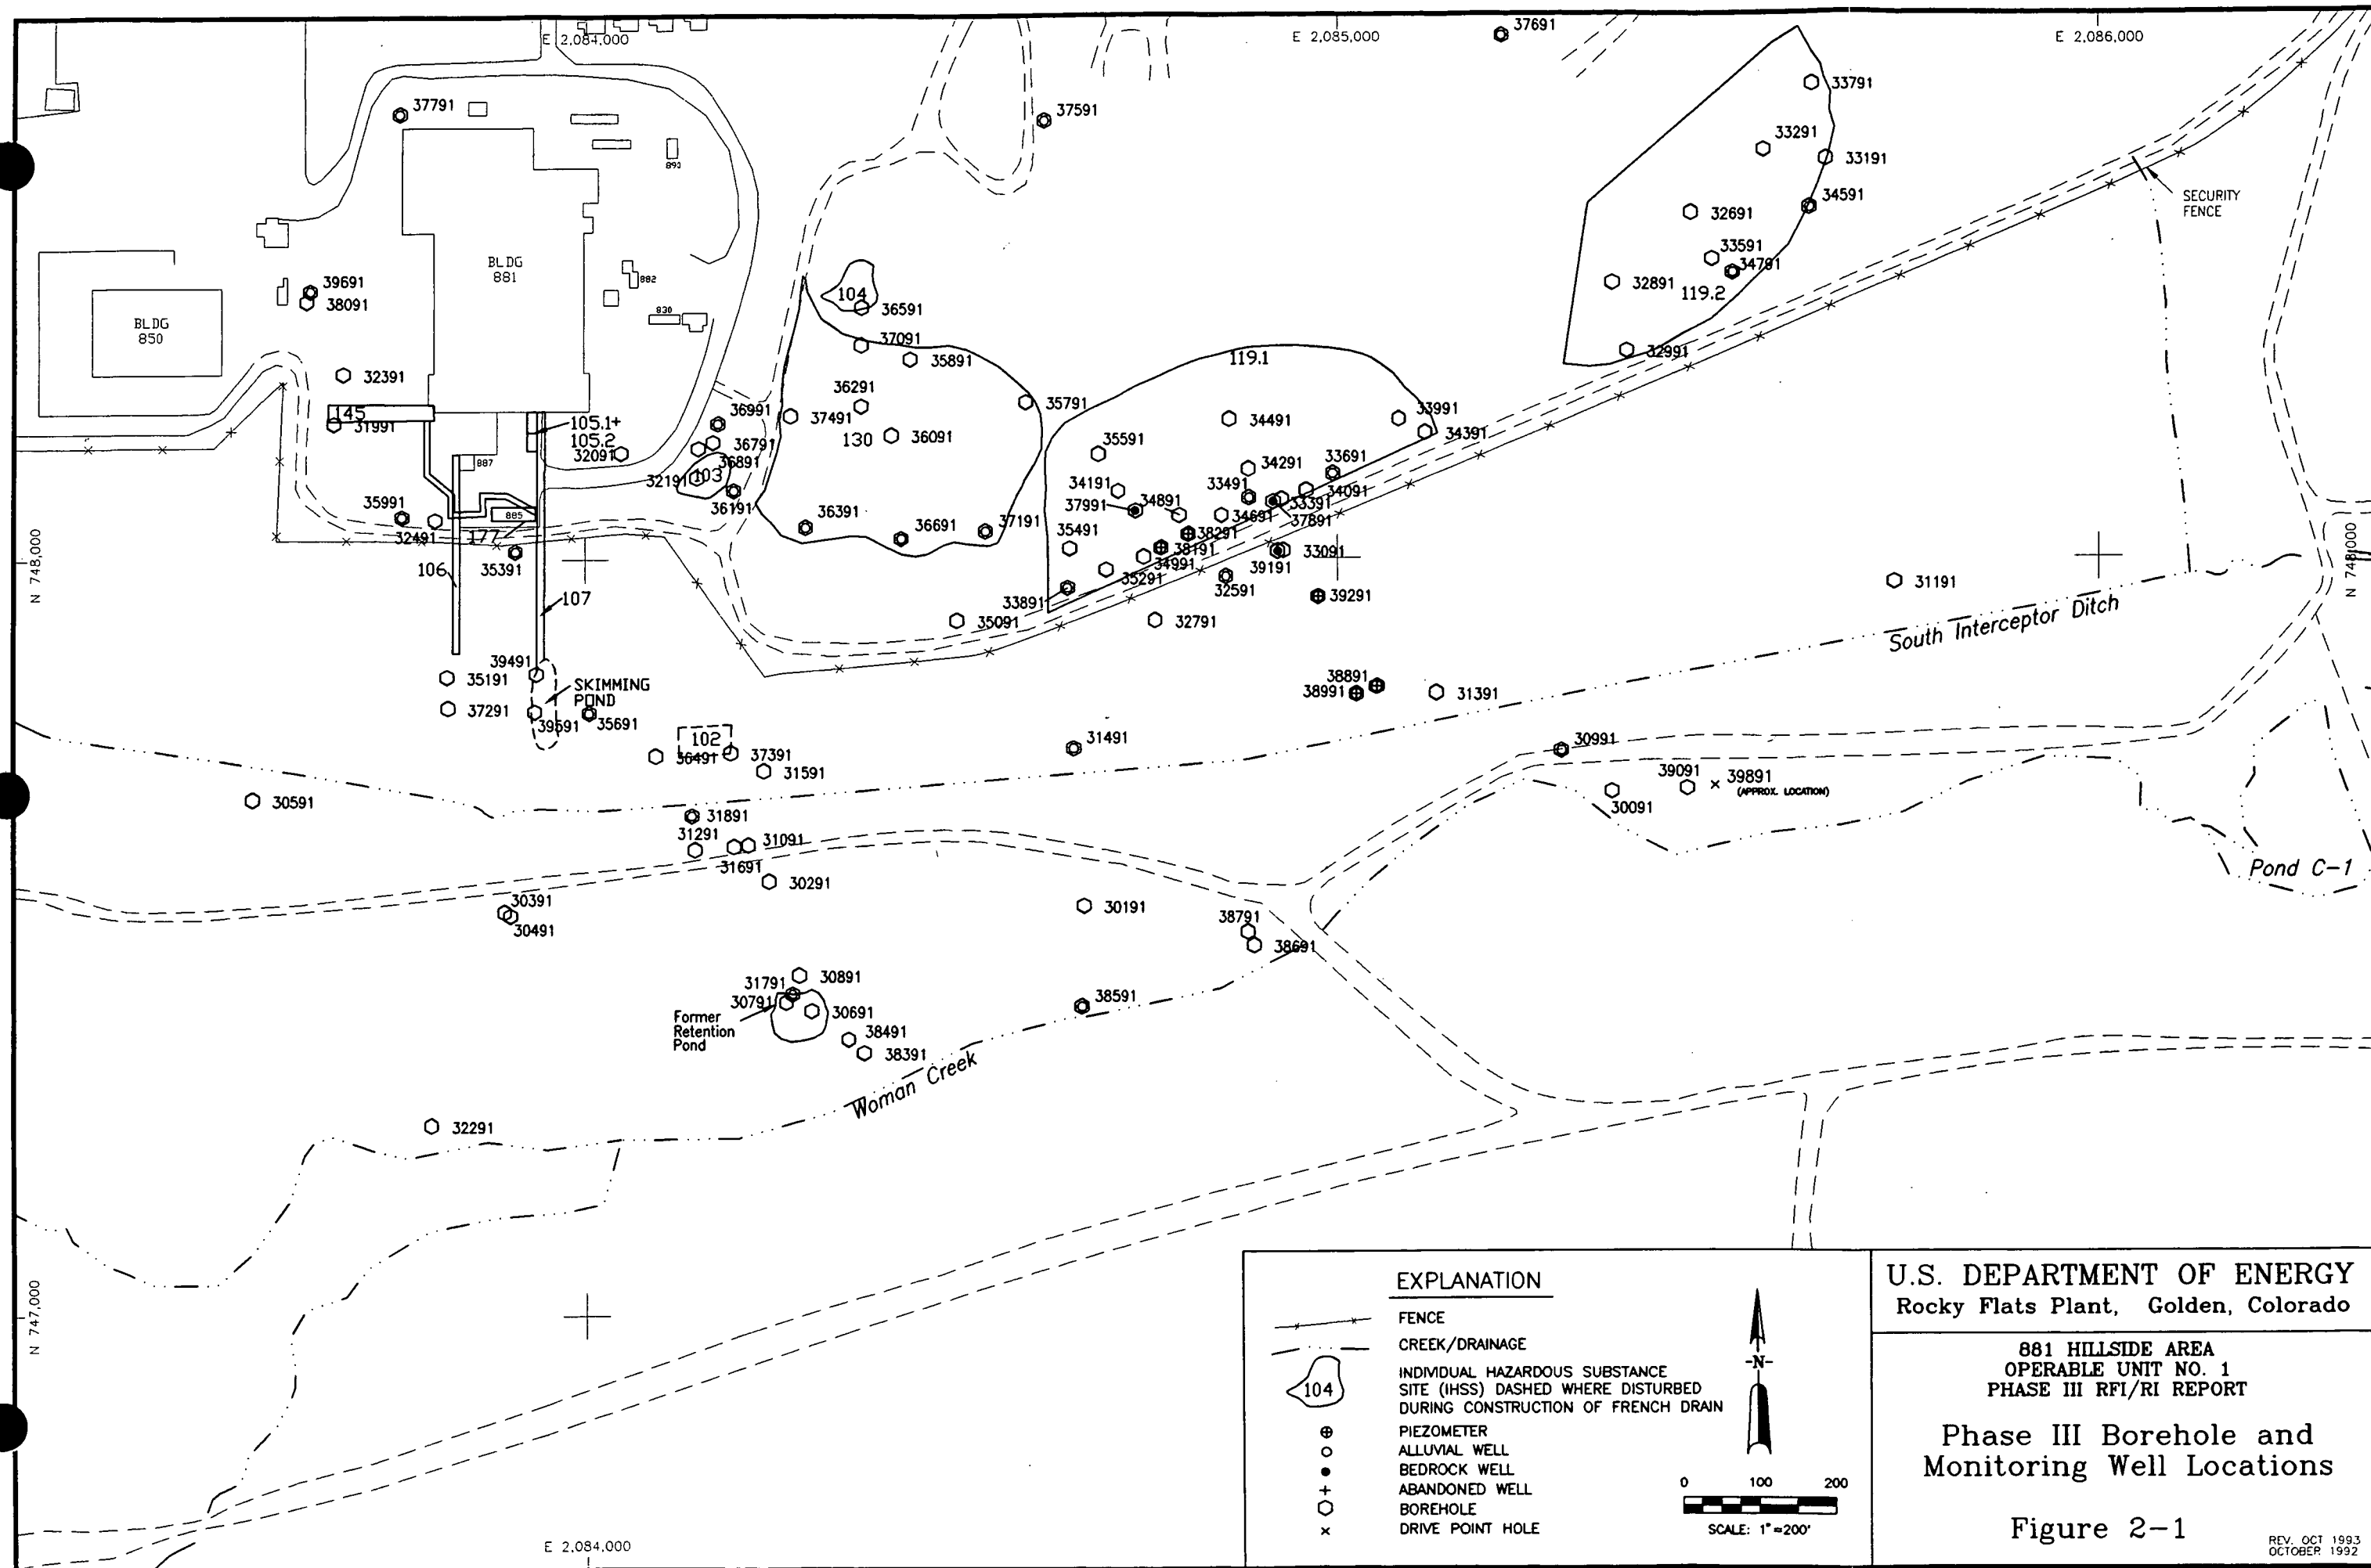 E 2,084,000
E 2,085,000
E 2,086,000
37691
33791
37791
37591
33291
33191
890
SECURITY
FENCE
34591
32691
33591
34791
BLDG
881
882
39691
38091
104
36591
32891
119.2
BLDG
850
830
37091
35891
119.1
32991
32391
36291
35791
145
31991
36991
37491
34491
33991
105.1+
105.2
130
36091
34391
32091
36791
36891
35591
887
103
32191
34291
33691
34191
33491
34091
36191
37991
34891
33391
35991
885
36391
36691
37191
34691
37891
32491
177
35491
38291
38191
33091
N 748,000
N 748,000
35391
34991
39191
106
35291
32591
31191
107
33891
39291
South Interceptor Ditch
35091
32791
39491
35191
SKIMMING
POND
38891
38991
31391
37291
39591
35691
102
36491
37391
31491
30991
31591
39091
39891
(APPROX. LOCATION)
30591
30091
31891
31291
31091
31691
Pond C-1
30291
30391
30491
30191
38791
38691
30891
31791
30791
38591
Former
Retention
Pond
30691
38491
38391
Woman Creek
32291
N 747,000
E 2,084,000
EXPLANATION
FENCE
CREEK/DRAINAGE
104
INDIVIDUAL HAZARDOUS SUBSTANCE
SITE (IHSS) DASHED WHERE DISTURBED
DURING CONSTRUCTION OF FRENCH DRAIN
PIEZOMETER
ALLUVIAL WELL
BEDROCK WELL
ABANDONED WELL
BOREHOLE
DRIVE POINT HOLE
-N-
0 100 200
SCALE: 1"=200'
U.S. DEPARTMENT OF ENERGY
Rocky Flats Plant, Golden, Colorado
881 HILLSIDE AREA
OPERABLE UNIT NO. 1
PHASE III RFI/RI REPORT
Phase III Borehole and
Monitoring Well Locations
Figure 2-1
REV. OCT 1993
OCTOBER 1992